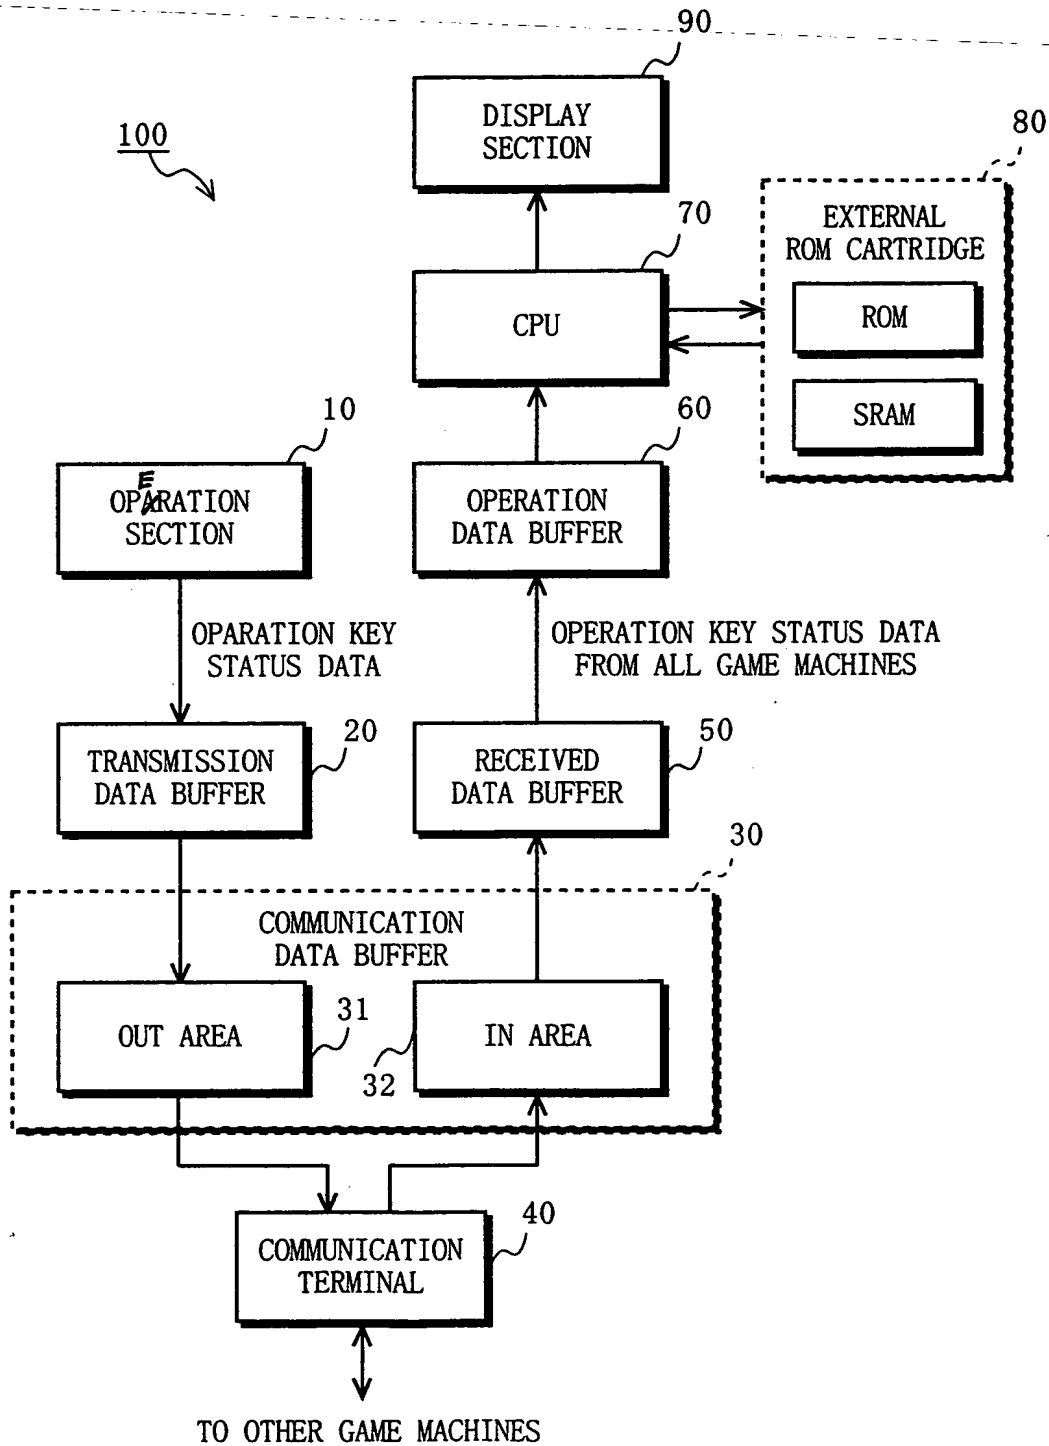 90
DISPLAY
SECTION
100
80
70
EXTERNAL
ROM CARTRIDGE
CPU
ROM
SRAM
10
60
E
OPARATION
SECTION
OPERATION
DATA BUFFER
OPARATION KEY
STATUS DATA
OPERATION KEY STATUS DATA
FROM ALL GAME MACHINES
20
50
TRANSMISSION
DATA BUFFER
RECEIVED
DATA BUFFER
30
COMMUNICATION
DATA BUFFER
OUT AREA
31
32
IN AREA
40
COMMUNICATION
TERMINAL
TO OTHER GAME MACHINES